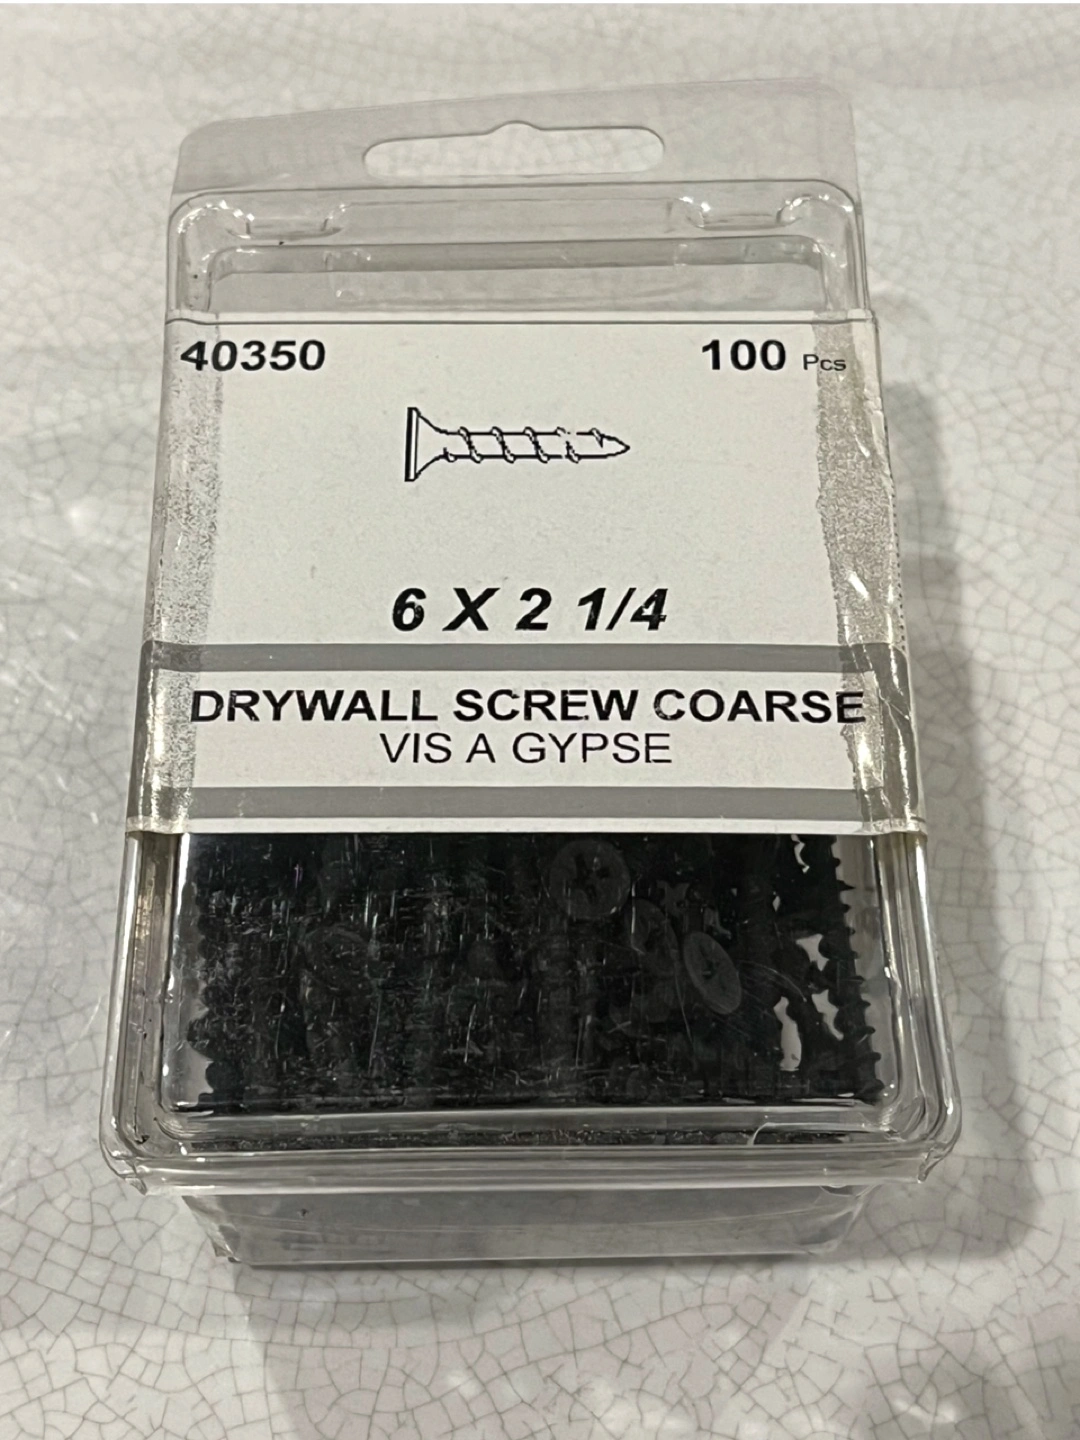 40350 100 Pcs
6 X 2 1/4
DRYWALL SCREW COARSE
VIS A GYPSE